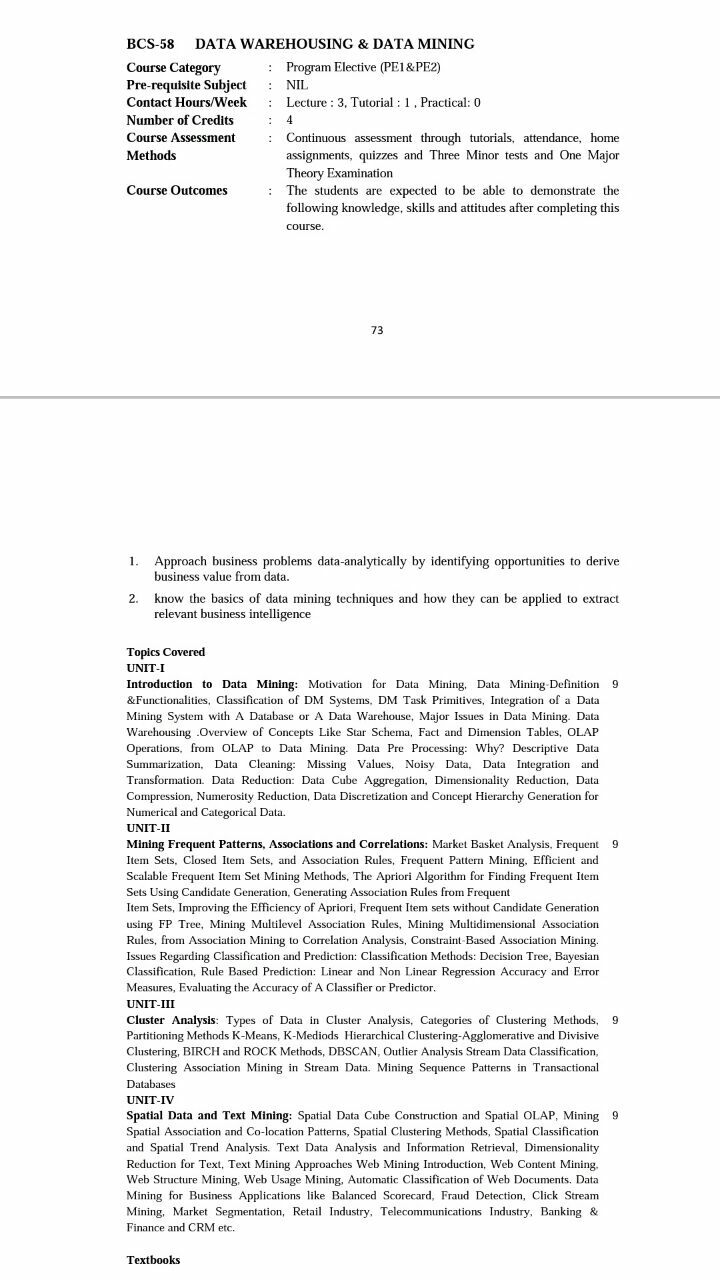 BCS-58 DATA WAREHOUSING & DATA MINING
Course Category : Program Elective (PE1&PE2)
Pre-requisite Subject : NIL
Contact Hours/Week : Lecture : 3, Tutorial : 1 , Practical: 0
Number of Credits : 4
Course Assessment : Continuous assessment through tutorials, attendance, home
Methods assignments, quizzes and Three Minor tests and One Major
Theory Examination
Course Outcomes : The students are expected to be able to demonstrate the
following knowledge, skills and attitudes after completing this
course.
73
1. Approach business problems data-analytically by identifying opportunities to derive
business value from data.
2. know the basics of data mining techniques and how they can be applied to extract
relevant business intelligence
Topics Covered
UNIT-I
Introduction to Data Mining: Motivation for Data Mining, Data Mining-Definition 9
&Functionalities, Classification of DM Systems, DM Task Primitives, Integration of a Data
Mining System with A Database or A Data Warehouse, Major Issues in Data Mining. Data
Warehousing .Overview of Concepts Like Star Schema, Fact and Dimension Tables, OLAP
Operations, from OLAP to Data Mining. Data Pre Processing: Why? Descriptive Data
Summarization, Data Cleaning: Missing Values, Noisy Data, Data Integration and
Transformation. Data Reduction: Data Cube Aggregation, Dimensionality Reduction, Data
Compression, Numerosity Reduction, Data Discretization and Concept Hierarchy Generation for
Numerical and Categorical Data.
UNIT-II
Mining Frequent Patterns, Associations and Correlations: Market Basket Analysis, Frequent 9
Item Sets, Closed Item Sets, and Association Rules, Frequent Pattern Mining, Efficient and
Scalable Frequent Item Set Mining Methods, The Apriori Algorithm for Finding Frequent Item
Sets Using Candidate Generation, Generating Association Rules from Frequent
Item Sets, Improving the Efficiency of Apriori, Frequent Item sets without Candidate Generation
using FP Tree, Mining Multilevel Association Rules, Mining Multidimensional Association
Rules, from Association Mining to Correlation Analysis, Constraint-Based Association Mining.
Issues Regarding Classification and Prediction: Classification Methods: Decision Tree, Bayesian
Classification, Rule Based Prediction: Linear and Non Linear Regression Accuracy and Error
Measures, Evaluating the Accuracy of A Classifier or Predictor.
UNIT-III
Cluster Analysis: Types of Data in Cluster Analysis, Categories of Clustering Methods, 9
Partitioning Methods K-Means, K-Mediods Hierarchical Clustering-Agglomerative and Divisive
Clustering, BIRCH and ROCK Methods, DBSCAN, Outlier Analysis Stream Data Classification,
Clustering Association Mining in Stream Data. Mining Sequence Patterns in Transactional
Databases
UNIT-IV
Spatial Data and Text Mining: Spatial Data Cube Construction and Spatial OLAP, Mining 9
Spatial Association and Co-location Patterns, Spatial Clustering Methods, Spatial Classification
and Spatial Trend Analysis. Text Data Analysis and Information Retrieval, Dimensionality
Reduction for Text, Text Mining Approaches Web Mining Introduction, Web Content Mining,
Web Structure Mining, Web Usage Mining, Automatic Classification of Web Documents. Data
Mining for Business Applications like Balanced Scorecard, Fraud Detection, Click Stream
Mining, Market Segmentation, Retail Industry, Telecommunications Industry, Banking &
Finance and CRM etc.
Textbooks